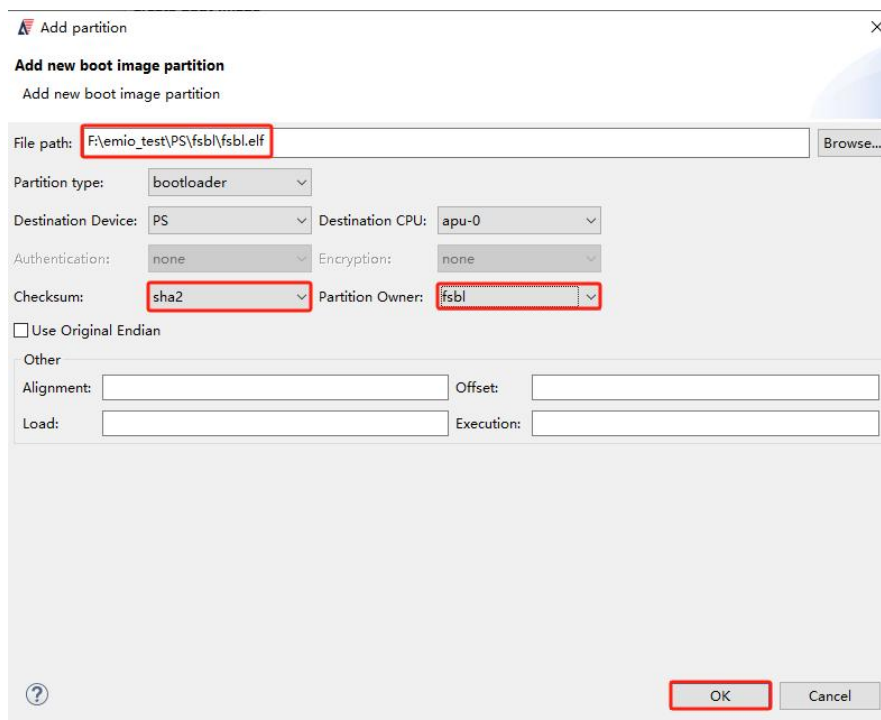 Add partition
Add new boot image partition
Add new boot image partition
File path: F:\emio_test\PS\fsbl\fsbl.elf Browse...
Partition type: bootloader
Destination Device: PS Destination CPU: apu-0
Authentication: none Encryption: none
Checksum: sha2 Partition Owner: fsbl
Use Original Endian
Other
Alignment: Offset:
Load: Execution:
? OK Cancel